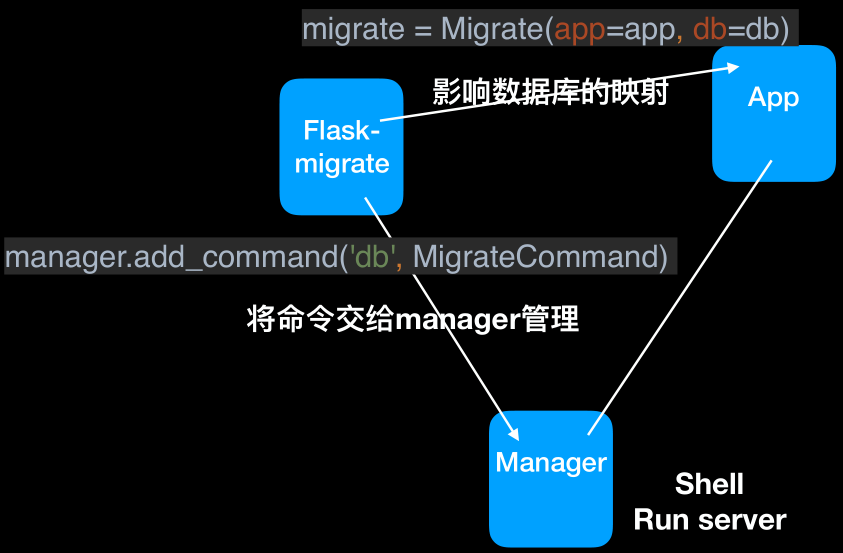 migrate = Migrate(app=app, db=db)
影响数据库的映射
App
Flask-
migrate
manager.add_command('db', MigrateCommand)
将命令交给manager管理
Manager
Shell
Run server